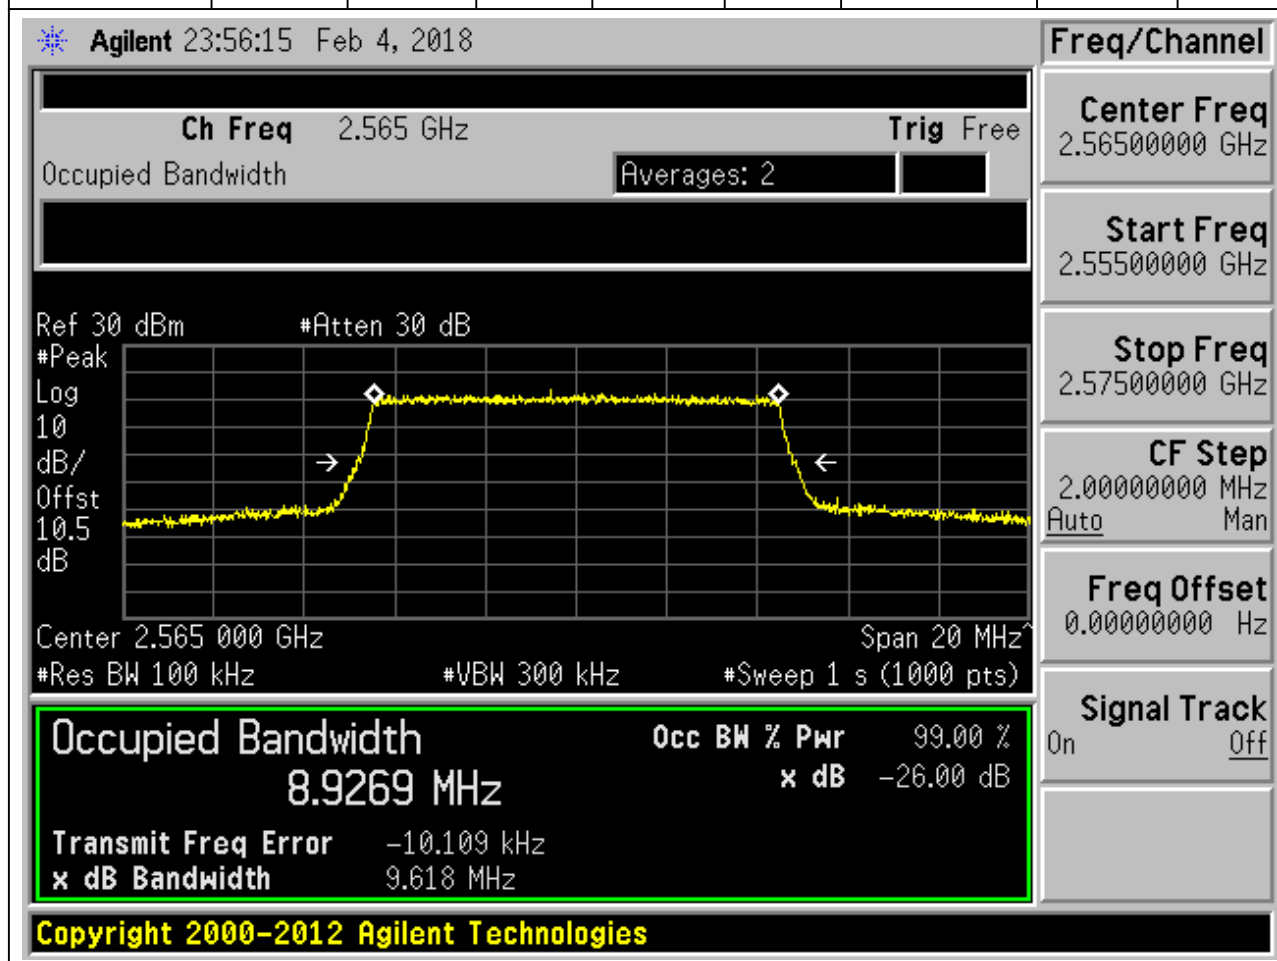 Agilent 23:56:15 Feb 4, 2018
Freq/Channel
Ch Freq 2.565 GHz Trig Free
Occupied Bandwidth Averages: 2
Center Freq
2.56500000 GHz
Start Freq
2.55500000 GHz
Stop Freq
2.57500000 GHz
CF Step
2.00000000 MHz
Auto Man
Freq Offset
0.00000000 Hz
Signal Track
On Off
Ref 30 dBm #Atten 30 dB
#Peak
Log
10
dB/
Offst
10.5
dB
Center 2.565 000 GHz Span 20 MHz^
#Res BW 100 kHz #VBW 300 kHz #Sweep 1 s (1000 pts)
Occupied Bandwidth Occ BW % Pwr 99.00 %
8.9269 MHz x dB -26.00 dB
Transmit Freq Error -10.109 kHz
x dB Bandwidth 9.618 MHz
Copyright 2000-2012 Agilent Technologies